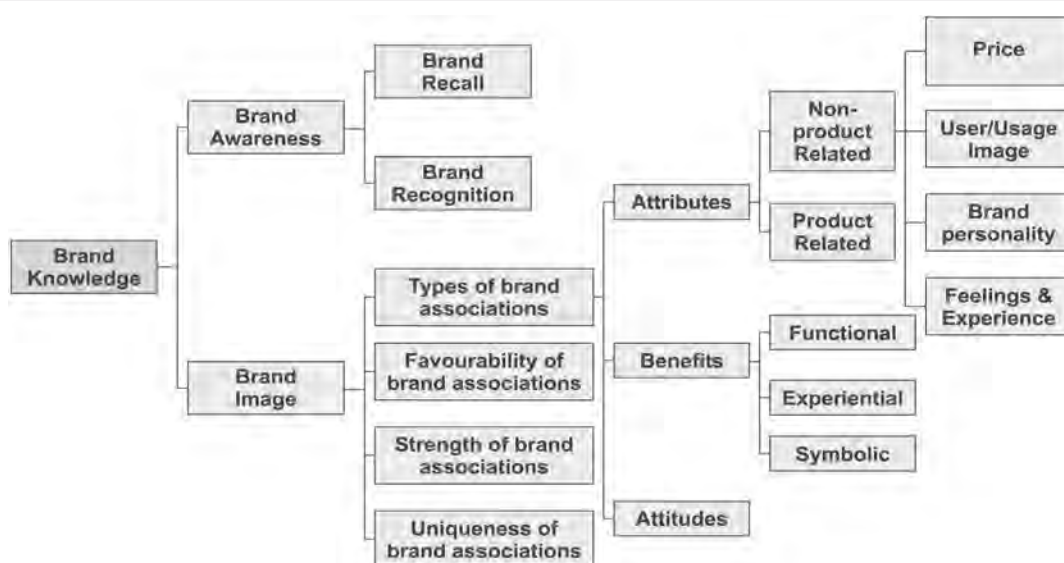 Brand
Knowledge
Brand
Awareness
Brand
Image
Brand
Recall
Brand
Recognition
Types of brand
associations
Favourability of
brand associations
Strength of brand
associations
Uniqueness of
brand associations
Attributes
Benefits
Attitudes
Non-
product
Related
Product
Related
Functional
Experiential
Symbolic
Price
User/Usage
Image
Brand
personality
Feelings &
Experience